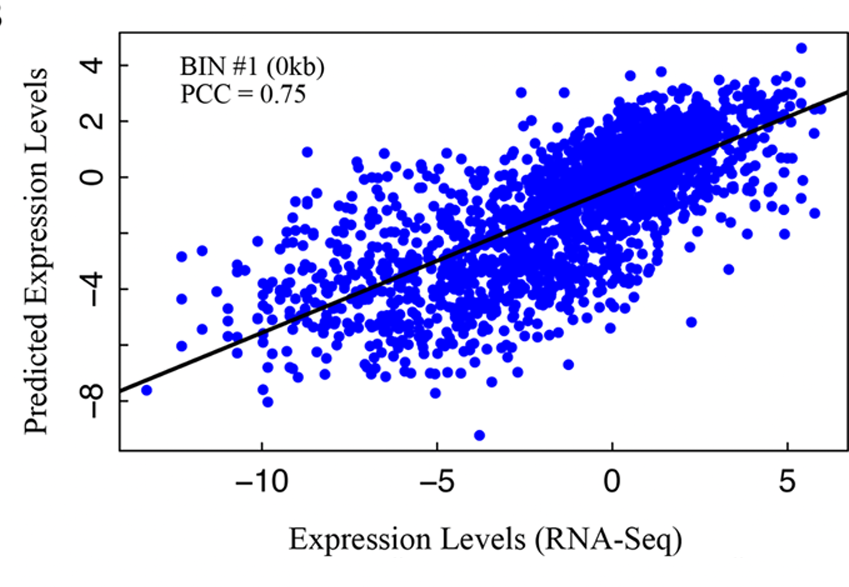 BIN #1 (0kb)
PCC = 0.75
Predicted Expression Levels
4
2
0
−4
−8
−10 −5 0 5
Expression Levels (RNA-Seq)